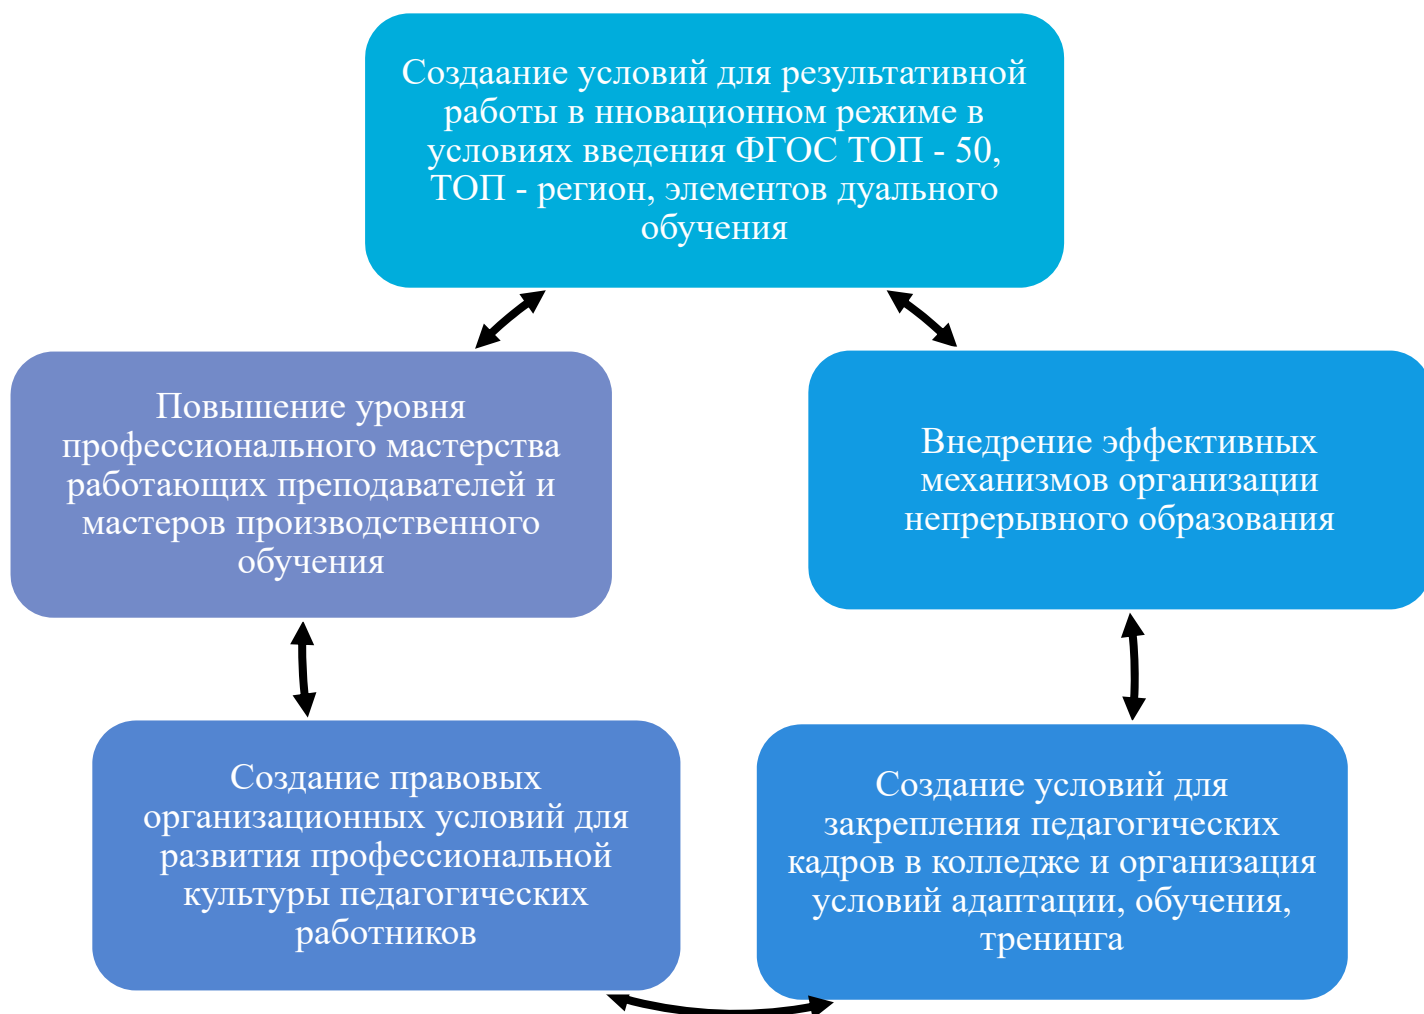 Создаание условий для результативной
работы в нновационном режиме в
условиях введения ФГОС ТОП - 50,
ТОП - регион, элементов дуального
обучения
Повышение уровня
профессионального мастерства
работающих преподавателей и
мастеров производственного
обучения
Внедрение эффективных
механизмов организации
непрерывного образования
Создание правовых
организационных условий для
развития профессиональной
культуры педагогических
работников
Создание условий для
закрепления педагогических
кадров в колледже и организация
условий адаптации, обучения,
тренинга